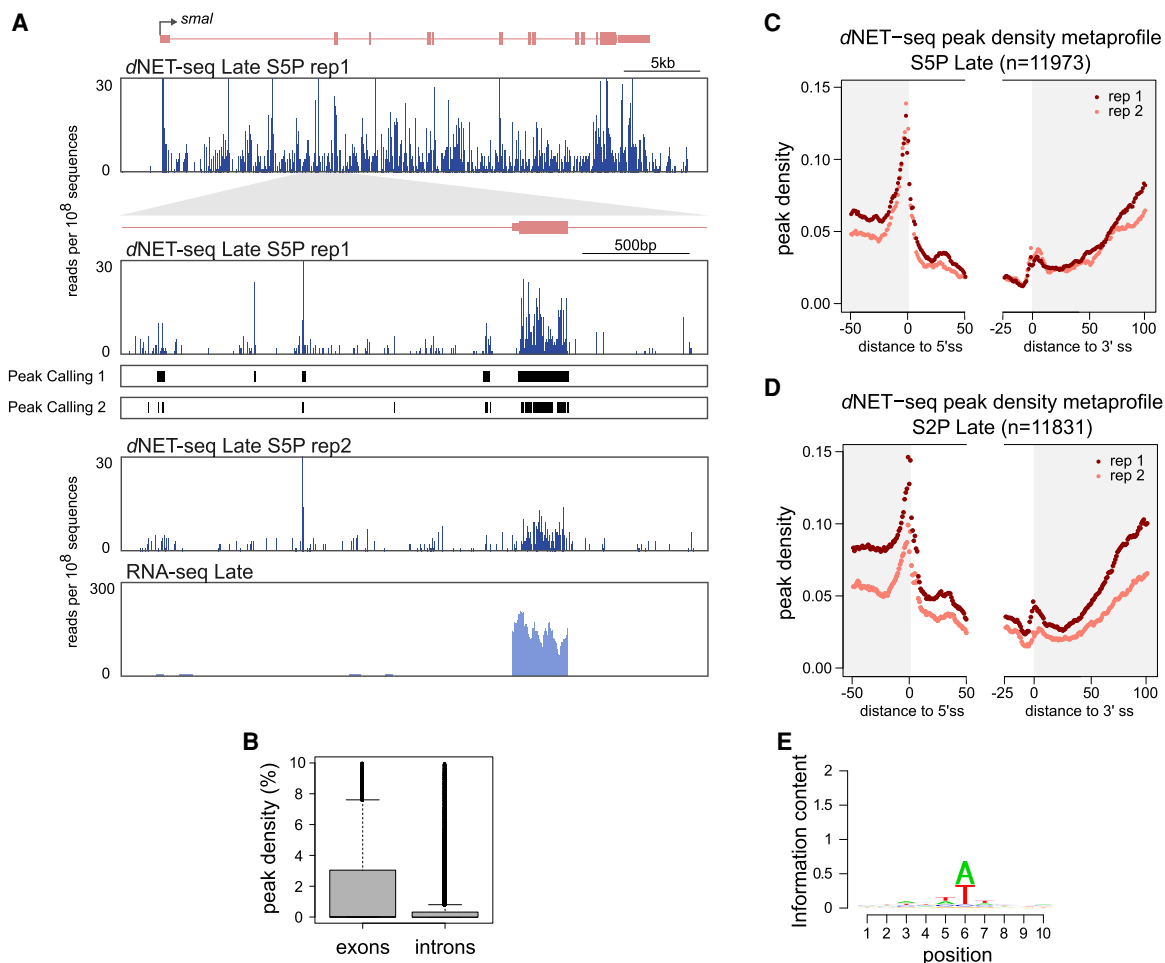 A
smal
dNET-seq Late S5P rep1
5kb
30
0
reads per 10^8 sequences
dNET-seq Late S5P rep1
500bp
30
0
Peak Calling 1
Peak Calling 2
dNET-seq Late S5P rep2
30
0
reads per 10^8 sequences
RNA-seq Late
300
0
B
peak density (%)
10
8
6
4
2
0
exons introns
C
dNET−seq peak density metaprofile
S5P Late (n=11973)
rep 1
rep 2
peak density
0.15
0.10
0.05
0.00
-50 0 50 -25 0 50 100
distance to 5'ss distance to 3' ss
D
dNET−seq peak density metaprofile
S2P Late (n=11831)
rep 1
rep 2
peak density
0.15
0.10
0.05
0.00
-50 0 50 -25 0 50 100
distance to 5'ss distance to 3' ss
E
Information content
2
1.5
1
0.5
0
A
T
1 2 3 4 5 6 7 8 9 10
position